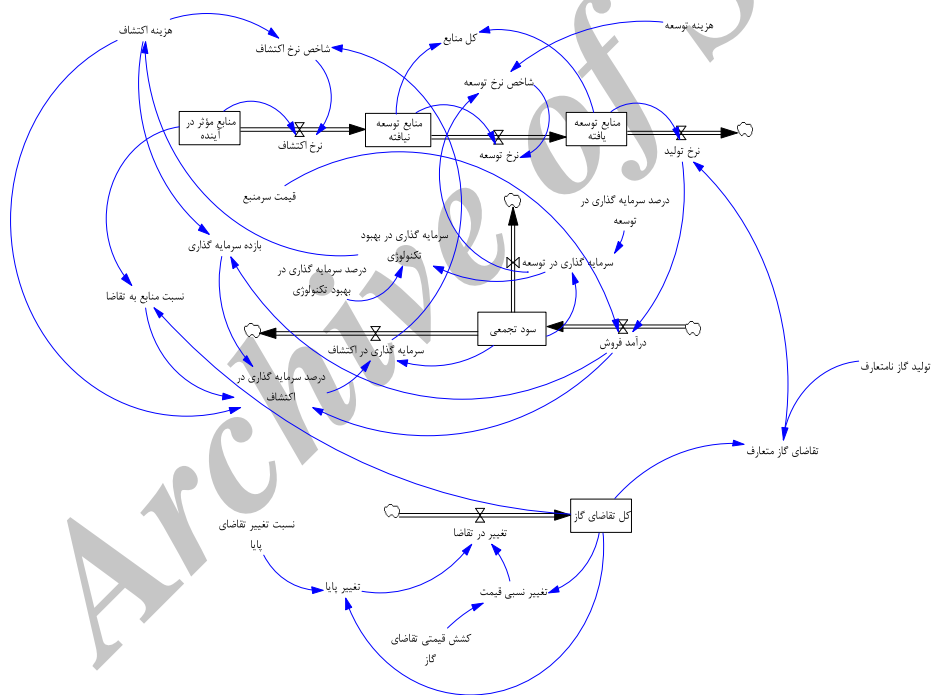 هزینه اکتشاف
هزینه توسعه
شاخص نرخ اکتشاف
کل منابع
شاخص نرخ توسعه
منابع مؤثر در
آینده
منابع توسعه
نیافته
منابع توسعه
یافته
نرخ اکتشاف
نرخ توسعه
نرخ تولید
قیمت سرمنبع
درصد سرمایه گذاری در
توسعه
بازده سرمایه گذاری
سرمایه گذاری در بهبود
تکنولوژی
سرمایه گذاری در توسعه
درصد سرمایه گذاری در
بهبود تکنولوژی
نسبت منابع به تقاضا
سود تجمعی
درآمد فروش
سرمایه گذاری در اکتشاف
درصد سرمایه گذاری در
اکتشاف
تولید گاز نامتعارف
تقاضای گاز متعارف
کل تقاضای گاز
نسبت تغییر تقاضای
پایا
تغییر در تقاضا
تغییر پایا
تغییر نسبی قیمت
کشش قیمتی تقاضای
گاز
Archive of S